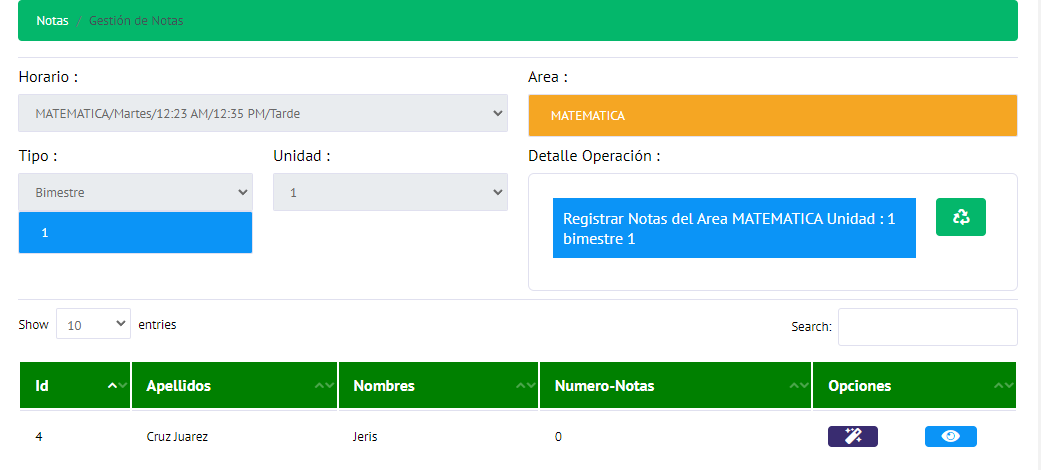 Notas / Gestión de Notas
Horario :
Area :
MATEMATICA/Martes/12:23 AM/12:35 PM/Tarde
MATEMATICA
Tipo :
Unidad :
Detalle Operación :
Bimestre
1
1
Registrar Notas del Area MATEMATICA Unidad : 1
bimestre 1
Show 10 entries
Search:
Id Apellidos Nombres Numero-Notas Opciones
4 Cruz Juarez Jeris 0